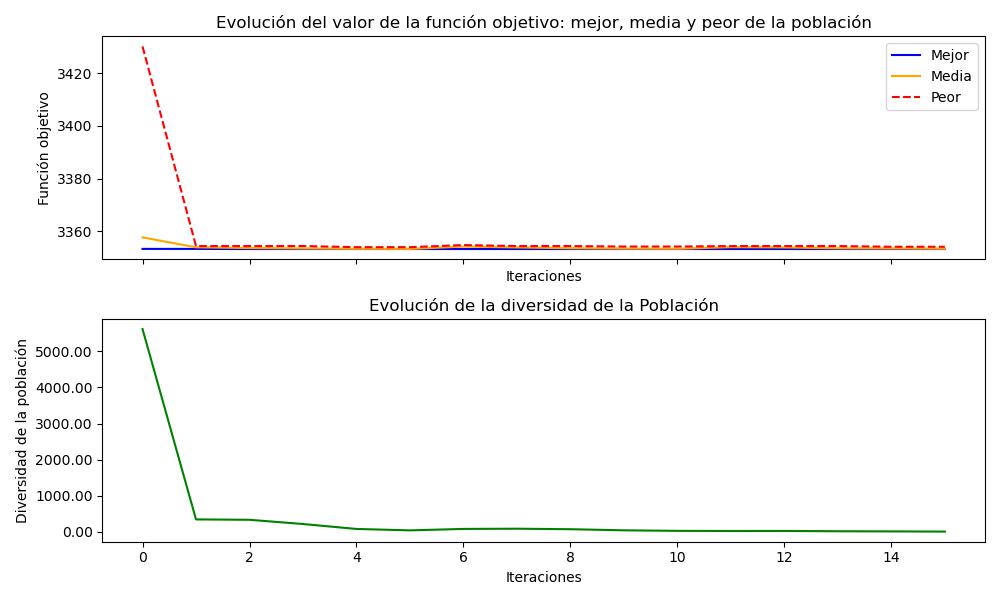 Evolución del valor de la función objetivo: mejor, media y peor de la población
Función objetivo
3420
3400
3380
3360
Mejor
Media
Peor
Iteraciones
Evolución de la diversidad de la Población
Diversidad de la población
5000.00
4000.00
3000.00
2000.00
1000.00
0.00
0 2 4 6 8 10 12 14
Iteraciones